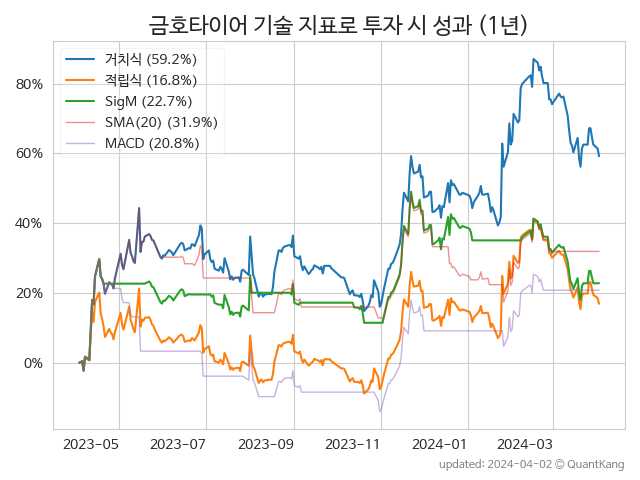 금호타이어 기술 지표로 투자 시 성과 (1년)
거치식 (59.2%)
적립식 (16.8%)
SigM (22.7%)
SMA(20) (31.9%)
MACD (20.8%)
80%
60%
40%
20%
0%
2023-05 2023-07 2023-09 2023-11 2024-01 2024-03
updated: 2024-04-02 © QuantKang